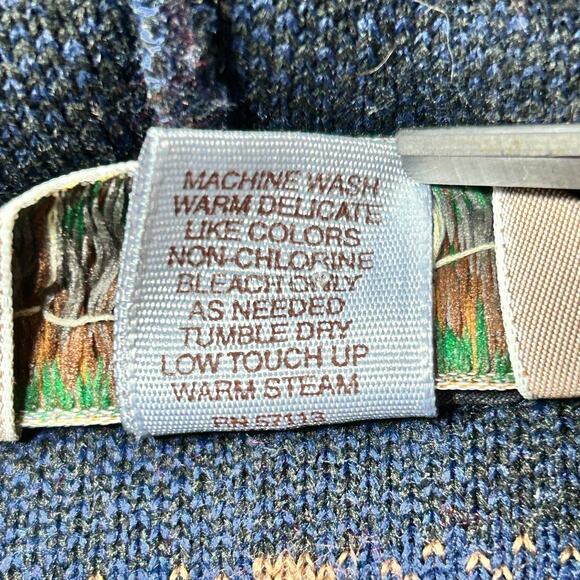 MACHINE WASH
WARM DELICATE
LIKE COLORS
NON-CHLORINE
BLEACH ONLY
AS NEEDED
TUMBLE DRY
LOW TOUCH UP
WARM STEAM
RN 57113